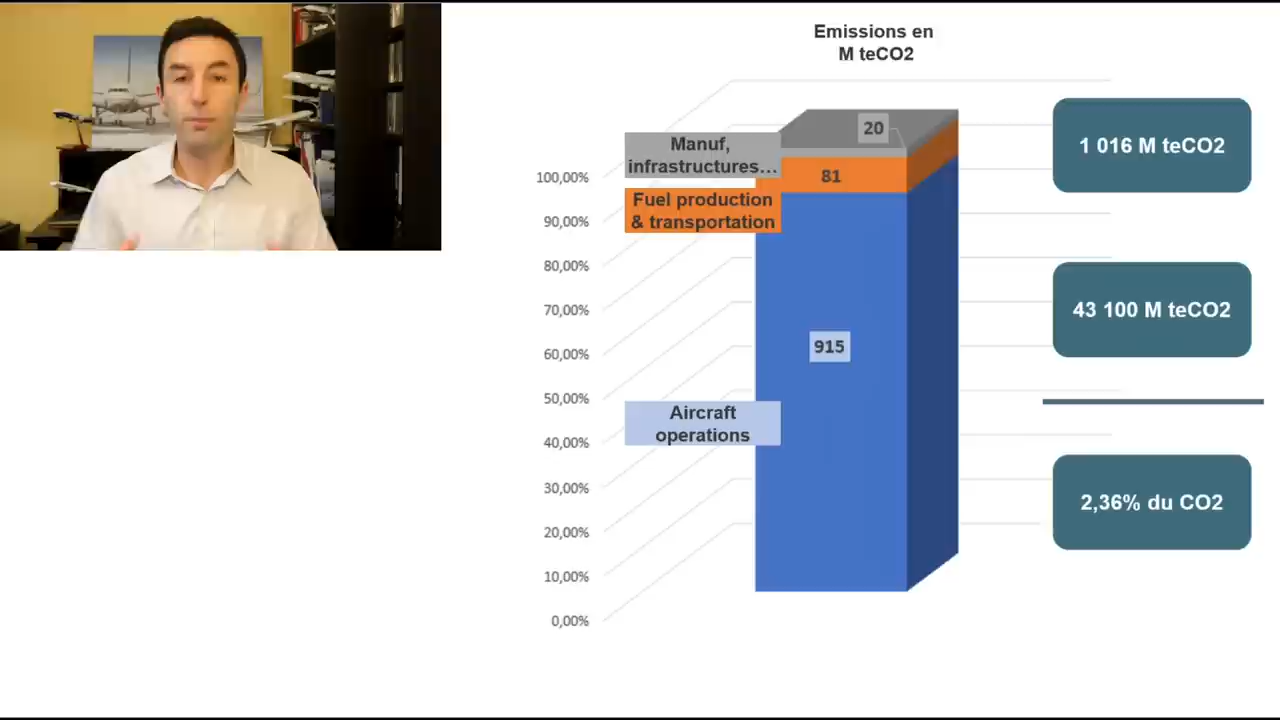 Emissions en
M teCO2
20
Manuf,
infrastructures…
81
Fuel production
& transportation
915
Aircraft
operations
100,00%
90,00%
80,00%
70,00%
60,00%
50,00%
40,00%
30,00%
20,00%
10,00%
0,00%
1 016 M teCO2
43 100 M teCO2
2,36% du CO2